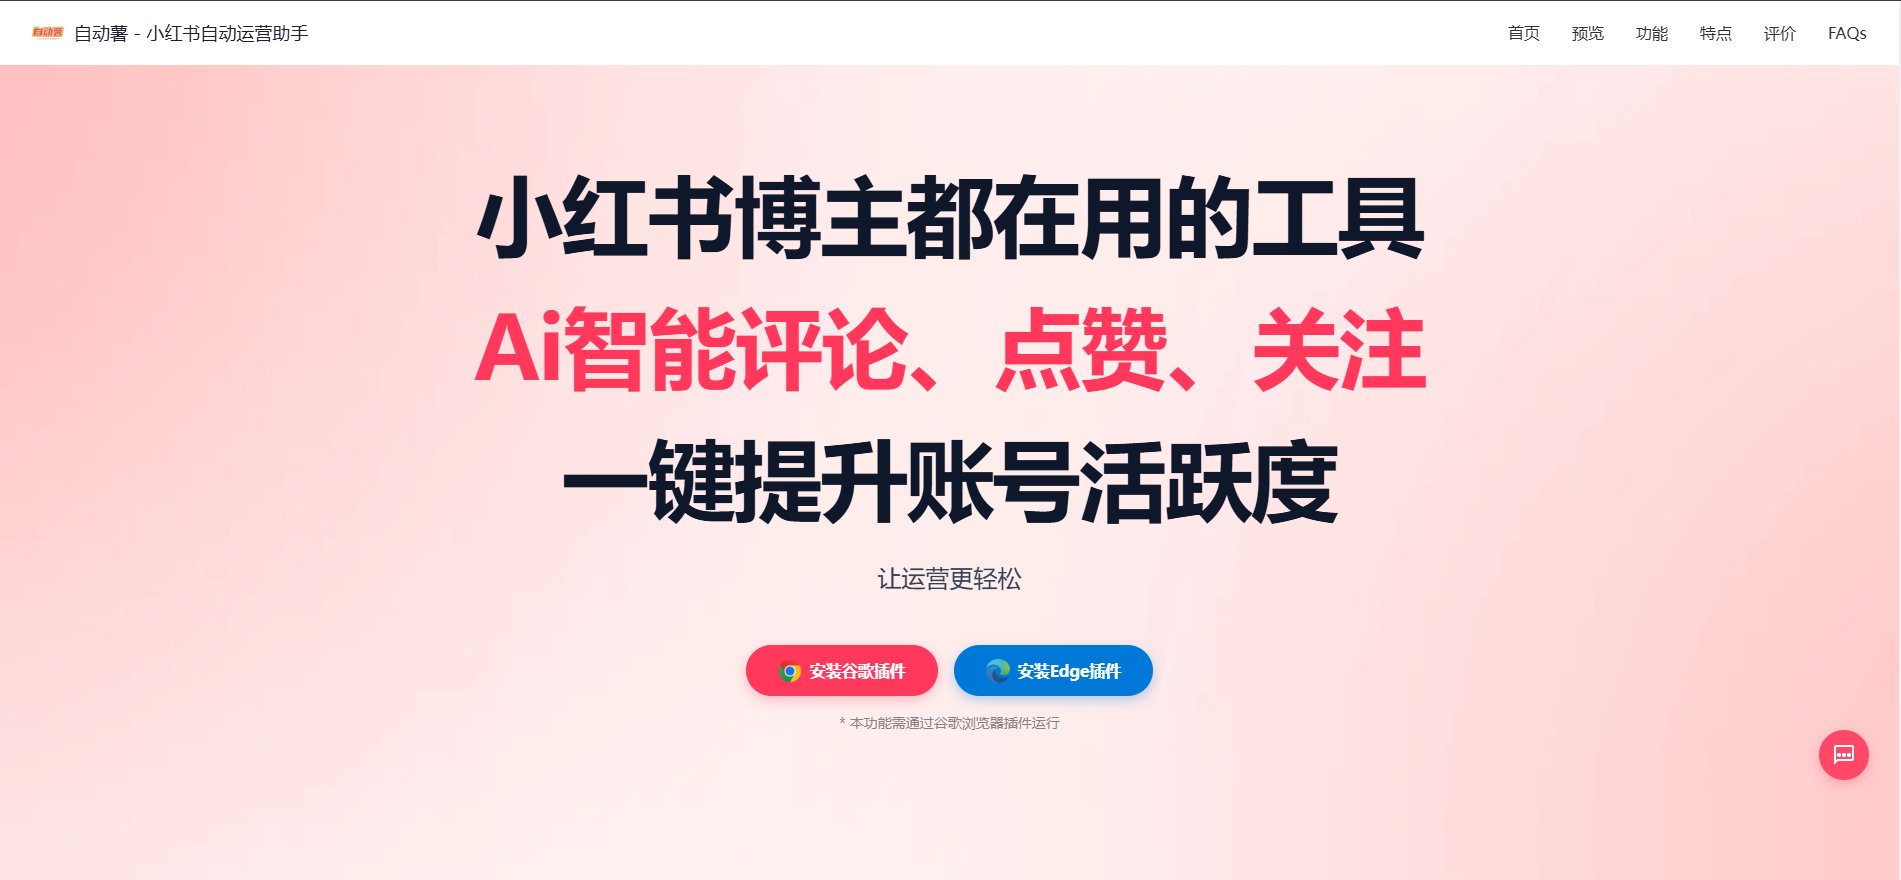 自动薯
自动薯 - 小红书自动运营助手
首页
预览
功能
特点
评价
FAQs
小红书博主都在用的工具
Ai智能评论、点赞、关注
一键提升账号活跃度
让运营更轻松
安装谷歌插件
安装Edge插件
* 本功能需通过谷歌浏览器插件运行